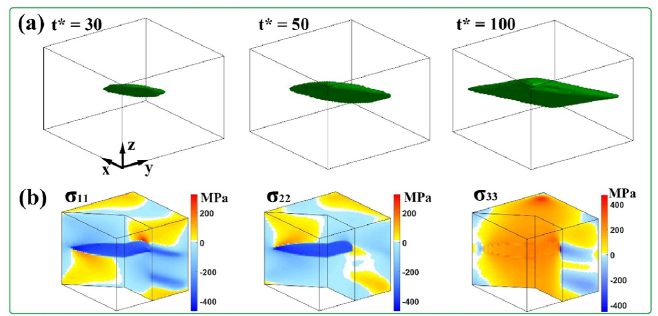 (a) t* = 30 t* = 50 t* = 100
z
x y
(b) σ11 MPa σ22 MPa σ33 MPa
200 200 400
200
0 0 0
-200 -200 -200
-400 -400 -400